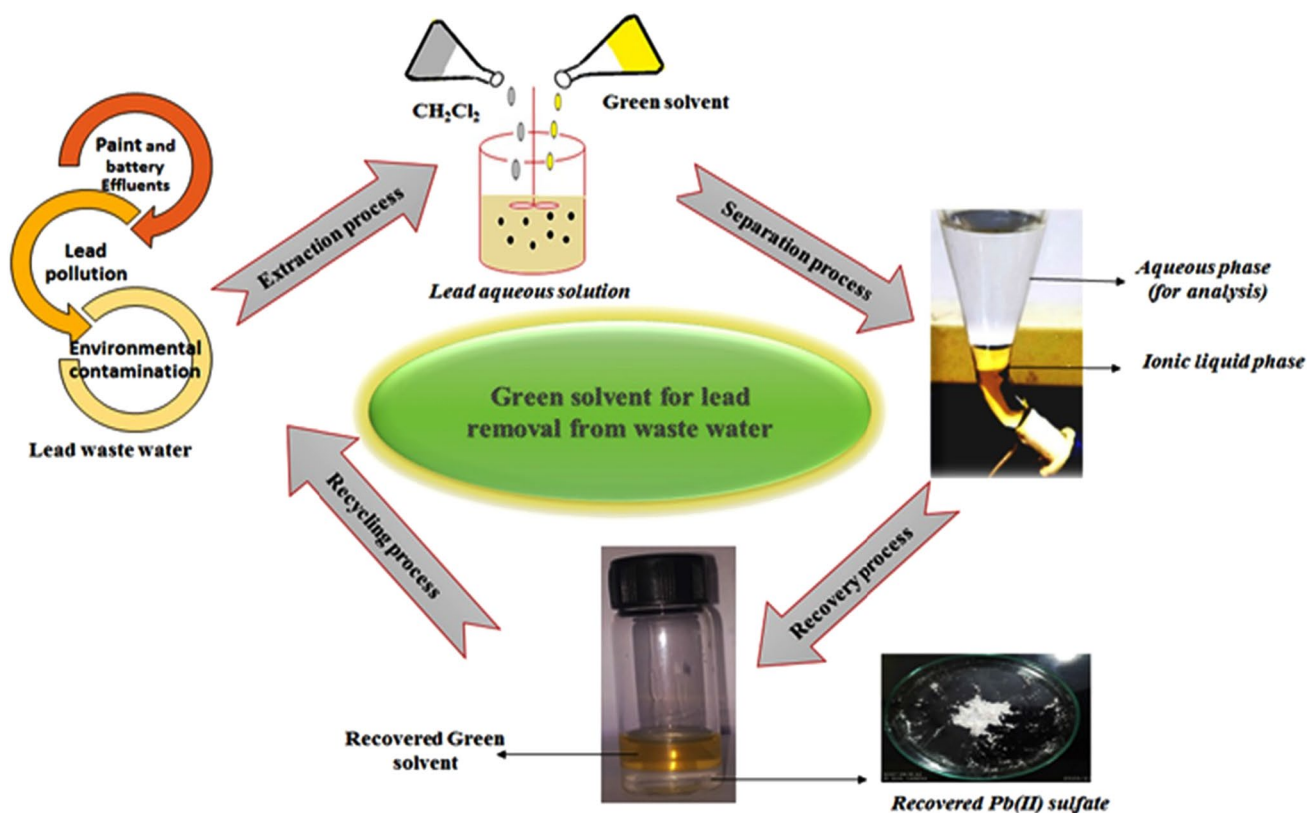 CH₂Cl₂
Green solvent
Paint and
battery
Effluents
Lead
pollution
Environmental
contamination
Lead waste water
Extraction process
Lead aqueous solution
Separation process
Aqueous phase
(for analysis)
Ionic liquid phase
Green solvent for lead
removal from waste water
Recycling process
Recovery process
Recovered Green
solvent
Recovered Pb(II) sulfate